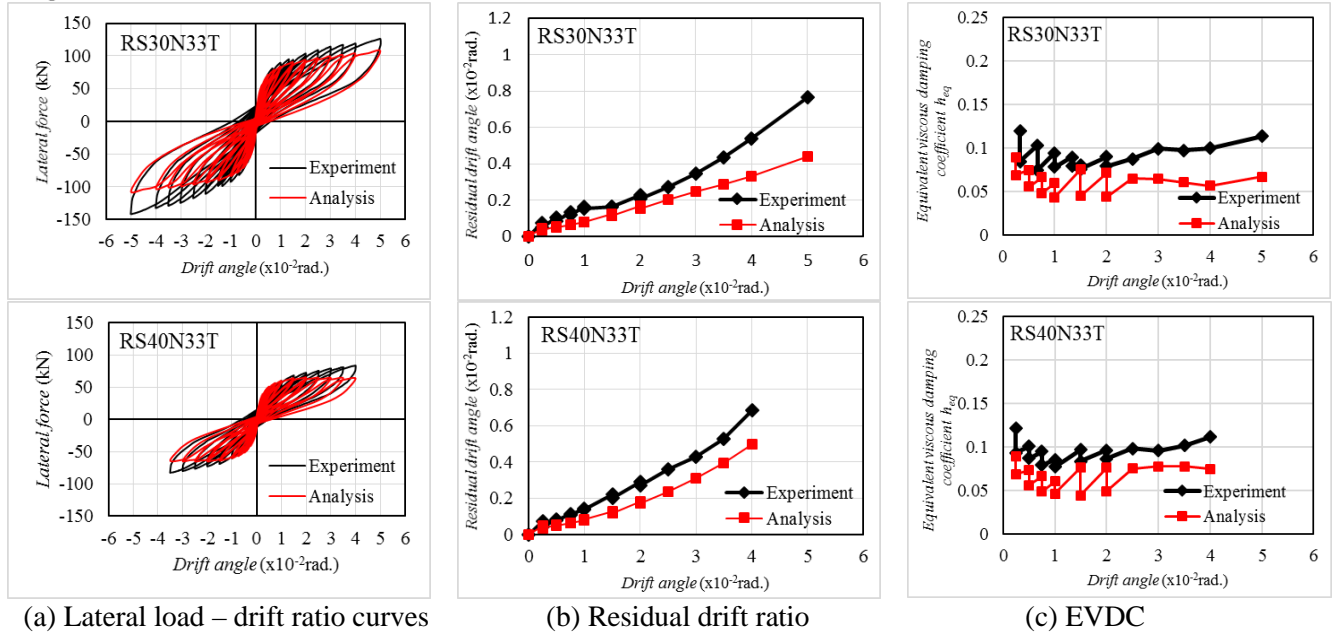 RS30N33T
Lateral force (kN)
150
100
50
0
-50
-100
-150
Experiment
Analysis
-6 -5 -4 -3 -2 -1 0 1 2 3 4 5 6
Drift angle (x10-2rad.)
RS30N33T
Residual drift angle (x10-2rad.)
1.2
1
0.8
0.6
0.4
0.2
0
Experiment
Analysis
0 1 2 3 4 5 6
Drift angle (x10-2rad.)
RS30N33T
Equivalent viscous damping
coefficient heq
0.25
0.2
0.15
0.1
0.05
0
Experiment
Analysis
0 1 2 3 4 5 6
Drift angle (x10-2rad.)
RS40N33T
Lateral force (kN)
150
100
50
0
-50
-100
-150
Experiment
Analysis
-6 -5 -4 -3 -2 -1 0 1 2 3 4 5 6
Drift angle (x10-2rad.)
RS40N33T
Residual drift angle (x10-2rad.)
1.2
1
0.8
0.6
0.4
0.2
0
Experiment
Analysis
0 1 2 3 4 5 6
Drift angle (x10-2rad.)
RS40N33T
Equivalent viscous damping
coefficient heq
0.25
0.2
0.15
0.1
0.05
0
Experiment
Analysis
0 1 2 3 4 5 6
Drift angle (x10-2rad.)
(a) Lateral load – drift ratio curves
(b) Residual drift ratio
(c) EVDC